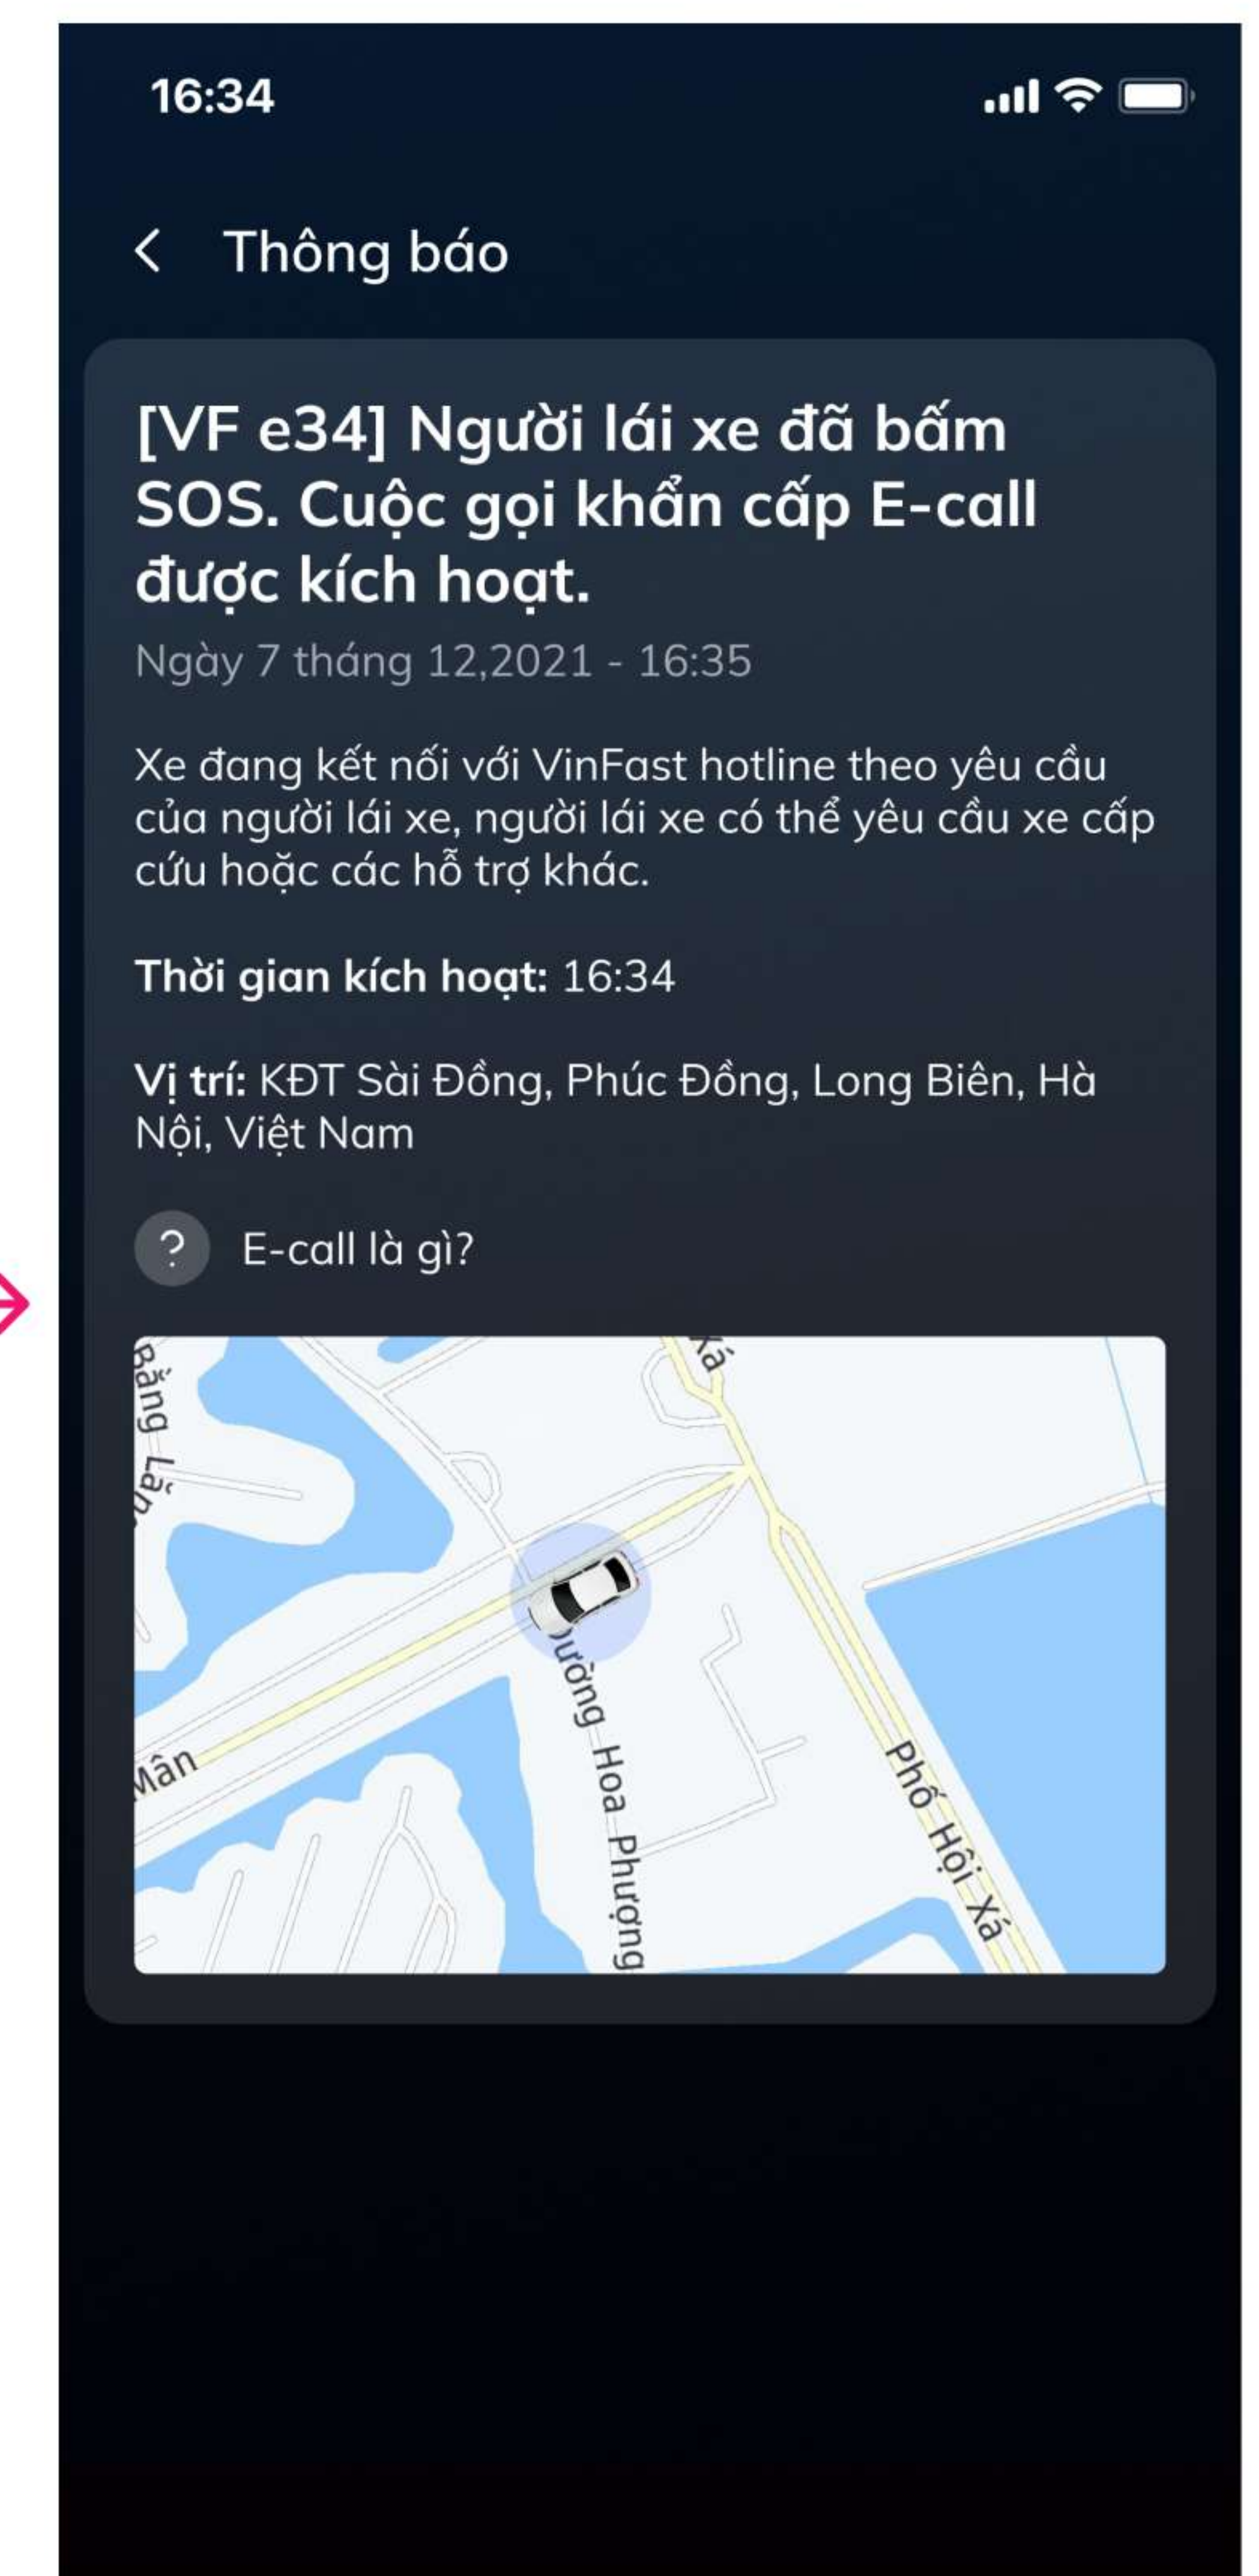 16:34
Thông báo
[VF e34] Người lái xe đã bấm
SOS. Cuộc gọi khẩn cấp E-call
được kích hoạt.
Ngày 7 tháng 12,2021 - 16:35
Xe đang kết nối với VinFast hotline theo yêu cầu
của người lái xe, người lái xe có thể yêu cầu xe cấp
cứu hoặc các hỗ trợ khác.
Thời gian kích hoạt: 16:34
Vị trí: KĐT Sài Đồng, Phúc Đồng, Long Biên, Hà
Nội, Việt Nam
? E-call là gì?
Xá
Bằng
Mân
Hoa Phượng
Phố Hội Xá